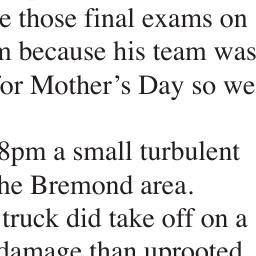 e those final exams on
m because his team was
for Mother’s Day so we
8pm a small turbulent
he Bremond area.
truck did take off on a
damage than uprooted